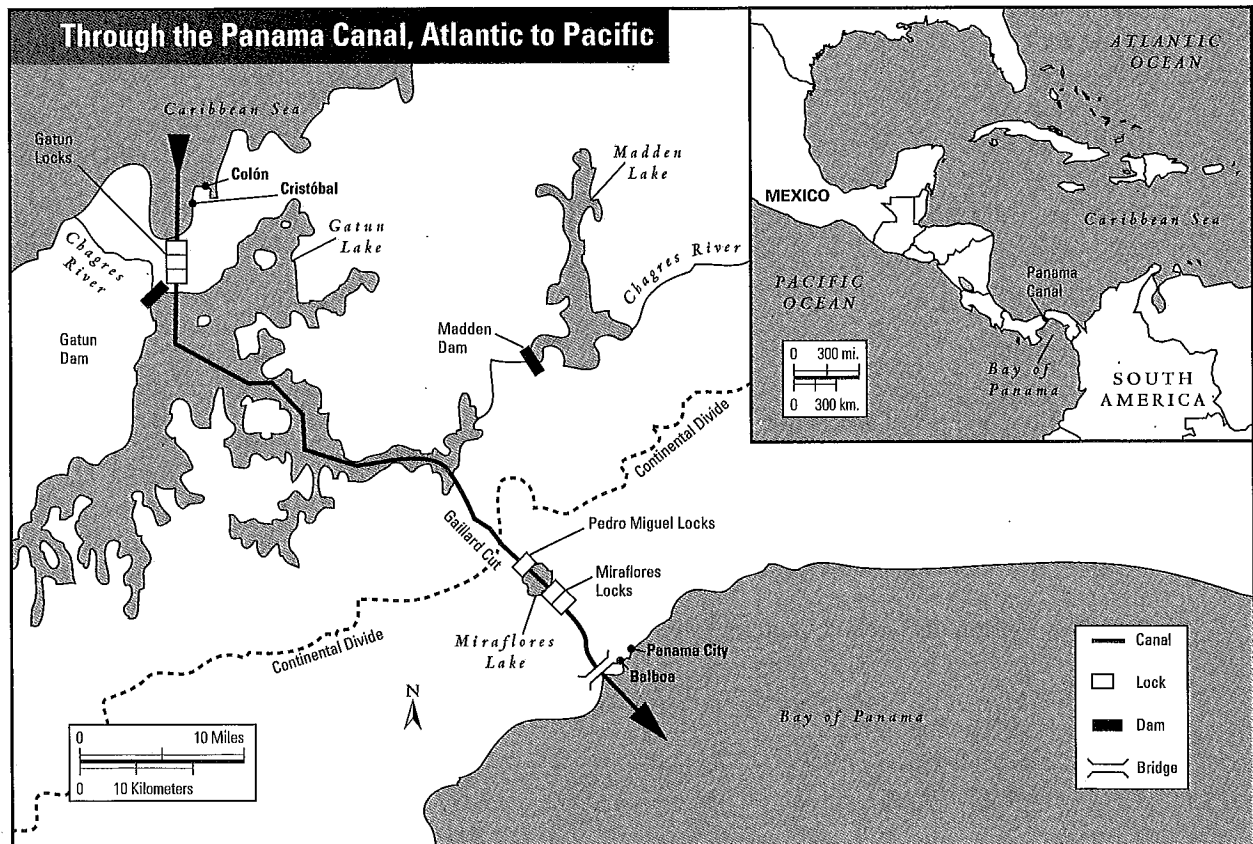 Through the Panama Canal, Atlantic to Pacific
Caribbean Sea
Gatun
Locks
Colón
Cristóbal
Gatun
Lake
Chagres
River
Gatun
Dam
Madden
Lake
Chagres River
Madden
Dam
Continental Divide
Gaillard Cut
Pedro Miguel Locks
Miraflores
Locks
Miraflores
Lake
Continental Divide
Panama City
Balboa
Bay of Panama
N
0 10 Miles
0 10 Kilometers
Canal
Lock
Dam
Bridge
ATLANTIC
OCEAN
MEXICO
Caribbean Sea
PACIFIC
OCEAN
Panama
Canal
Bay of
Panama
SOUTH
AMERICA
0 300 mi.
0 300 km.